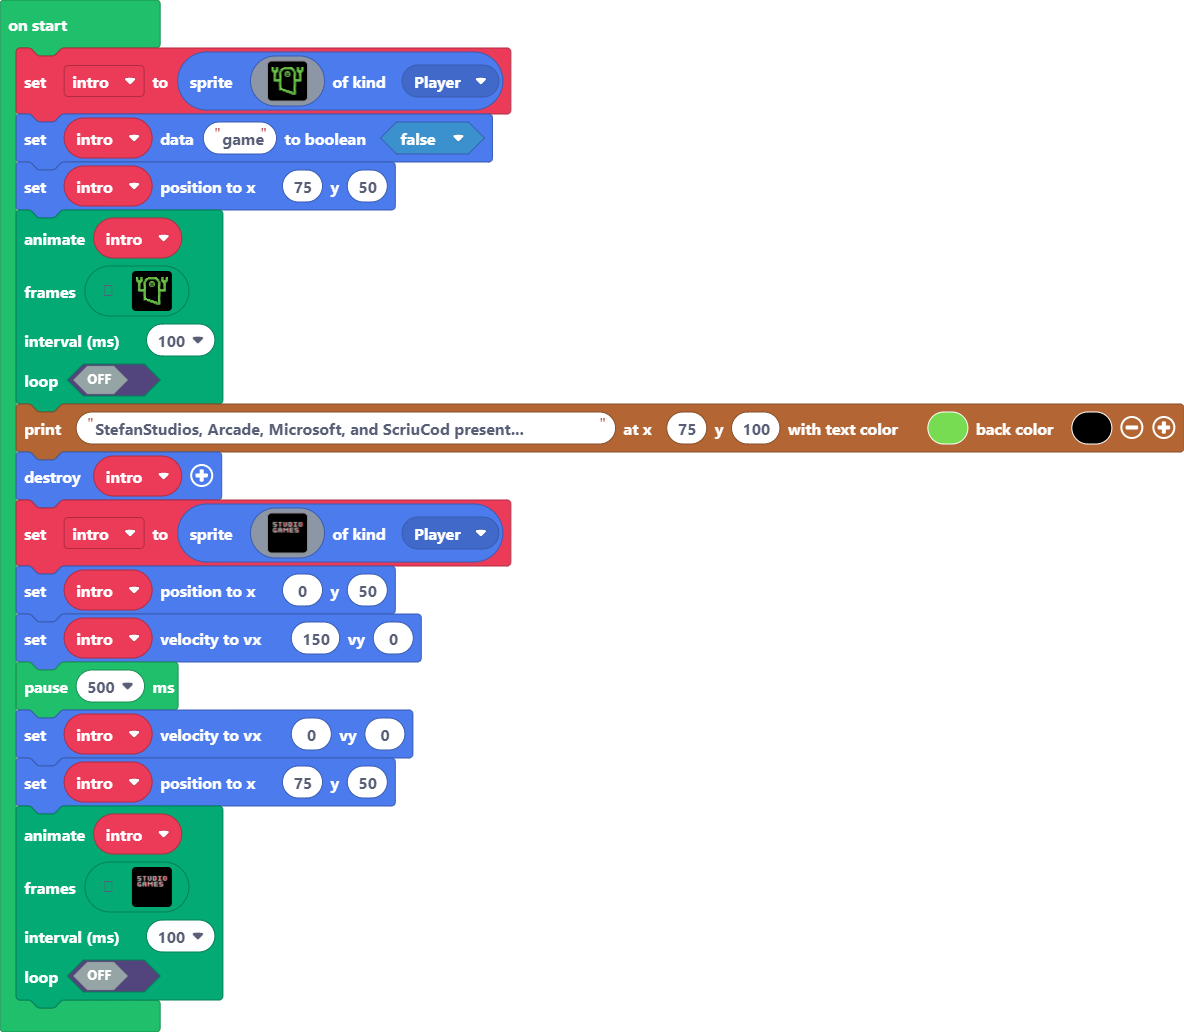 on start
set intro to sprite of kind Player
set intro data "game" to boolean false
set intro position to x 75 y 50
animate intro
frames
interval (ms) 100
loop OFF
print "StefanStudios, Arcade, Microsoft, and ScriuCod present..." at x 75 y 100 with text color back color
destroy intro
set intro to sprite STUDIO GAMES of kind Player
set intro position to x 0 y 50
set intro velocity to vx 150 vy 0
pause 500 ms
set intro velocity to vx 0 vy 0
set intro position to x 75 y 50
animate intro
frames STUDIO GAMES
interval (ms) 100
loop OFF